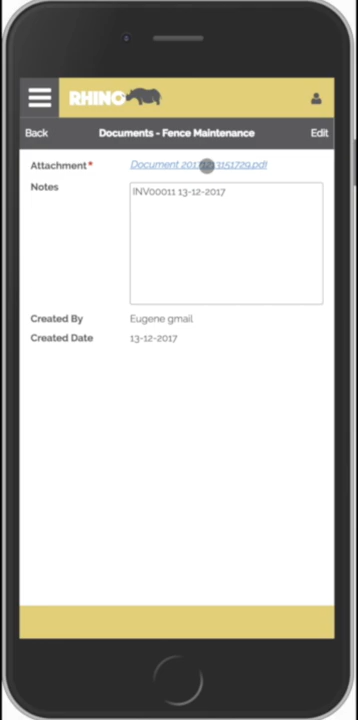 RHINO
Back Documents - Fence Maintenance Edit
Attachment*
Notes
INV00011 13-12-2017
Created By Eugene gmail
Created Date 13-12-2017